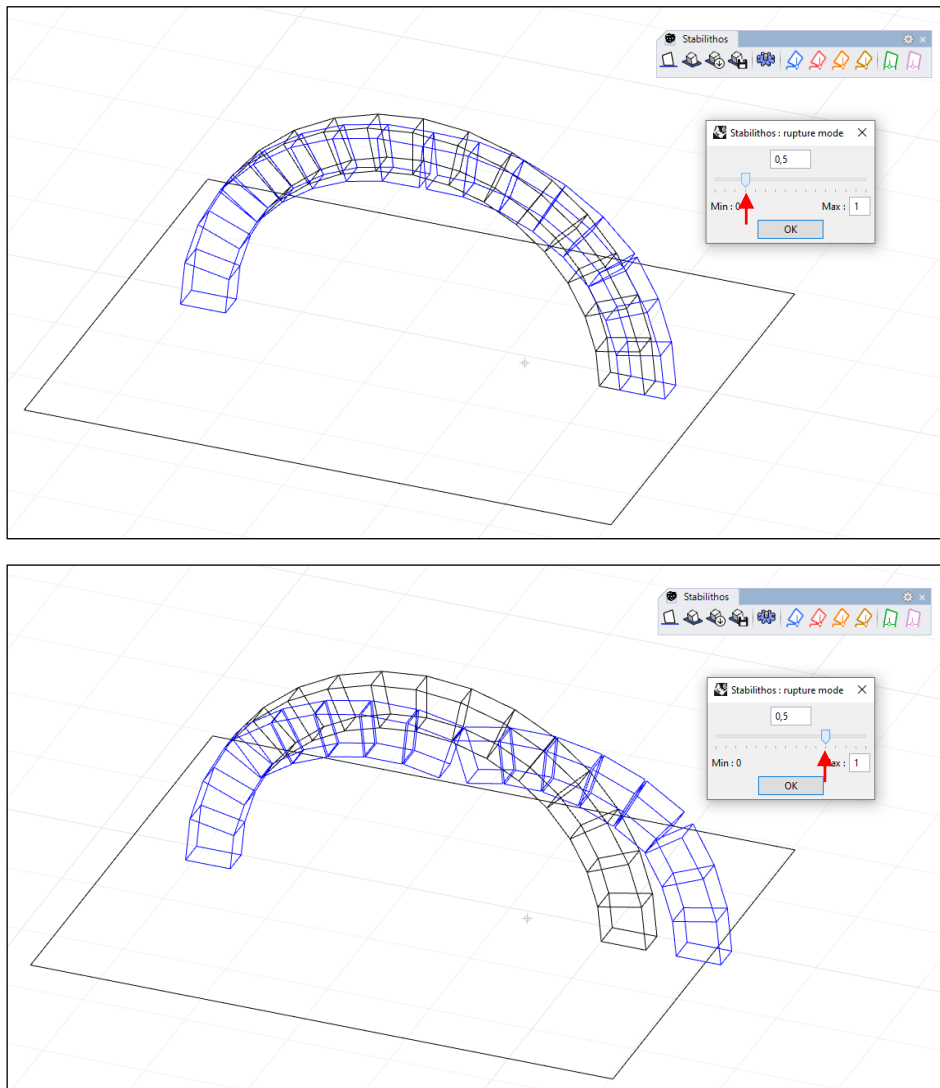 Stabilithos
Stabilithos : rupture mode
0,5
Min : 0
Max : 1
OK
Stabilithos
Stabilithos : rupture mode
0,5
Min : 0
Max : 1
OK